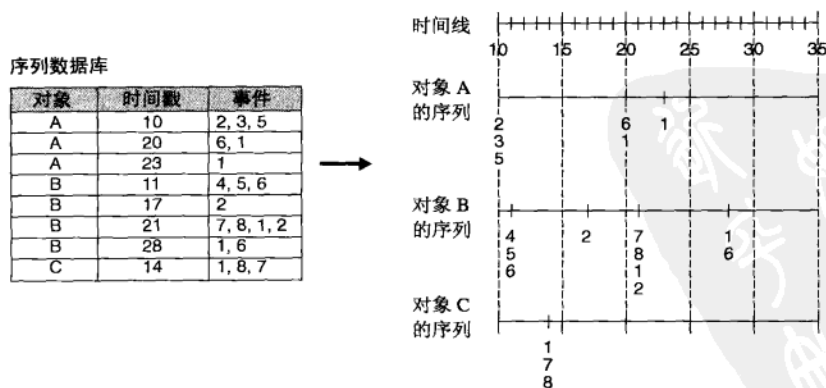 序列数据库
对象 时间戳 事件
A 10 2, 3, 5
A 20 6, 1
A 23 1
B 11 4, 5, 6
B 17 2
B 21 7, 8, 1, 2
B 28 1, 6
C 14 1, 8, 7
时间线
10 15 20 25 30 35
对象 A
的序列
2 6 1
3 1
5
对象 B
的序列
4 2 7 1
5 8 6
6 1
2
对象 C
的序列
1
7
8